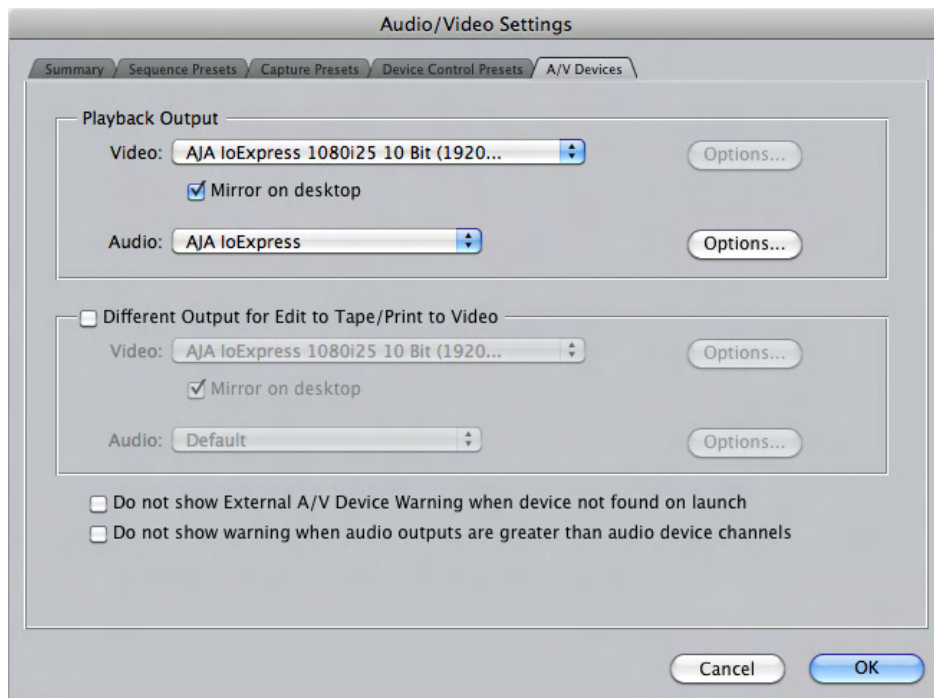 Audio/Video Settings
Summary Sequence Presets Capture Presets Device Control Presets A/V Devices
Playback Output
Video: AJA IoExpress 1080i25 10 Bit (1920... Options...
Mirror on desktop
Audio: AJA IoExpress Options...
Different Output for Edit to Tape/Print to Video
Video: AJA IoExpress 1080i25 10 Bit (1920... Options...
Mirror on desktop
Audio: Default Options...
Do not show External A/V Device Warning when device not found on launch
Do not show warning when audio outputs are greater than audio device channels
Cancel OK